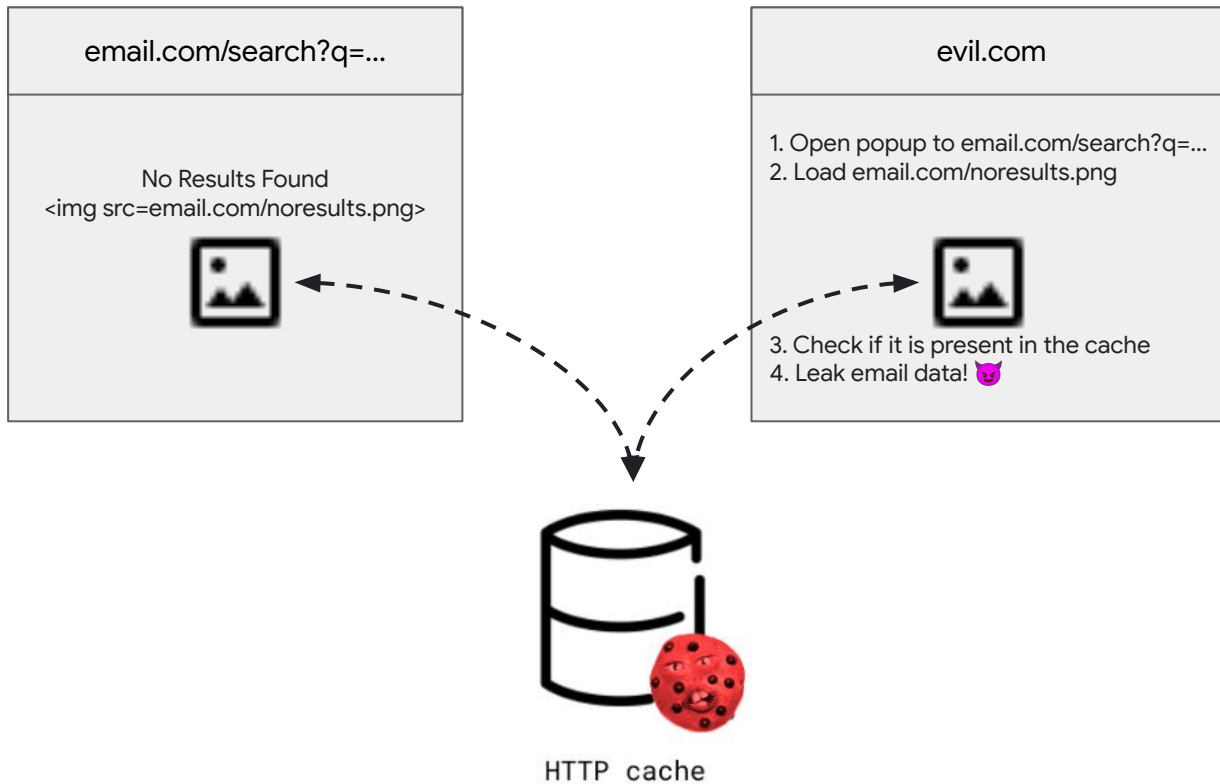 email.com/search?q=...
No Results Found
<img src=email.com/noresults.png>
evil.com
1. Open popup to email.com/search?q=...
2. Load email.com/noresults.png
3. Check if it is present in the cache
4. Leak email data! 😈
HTTP cache